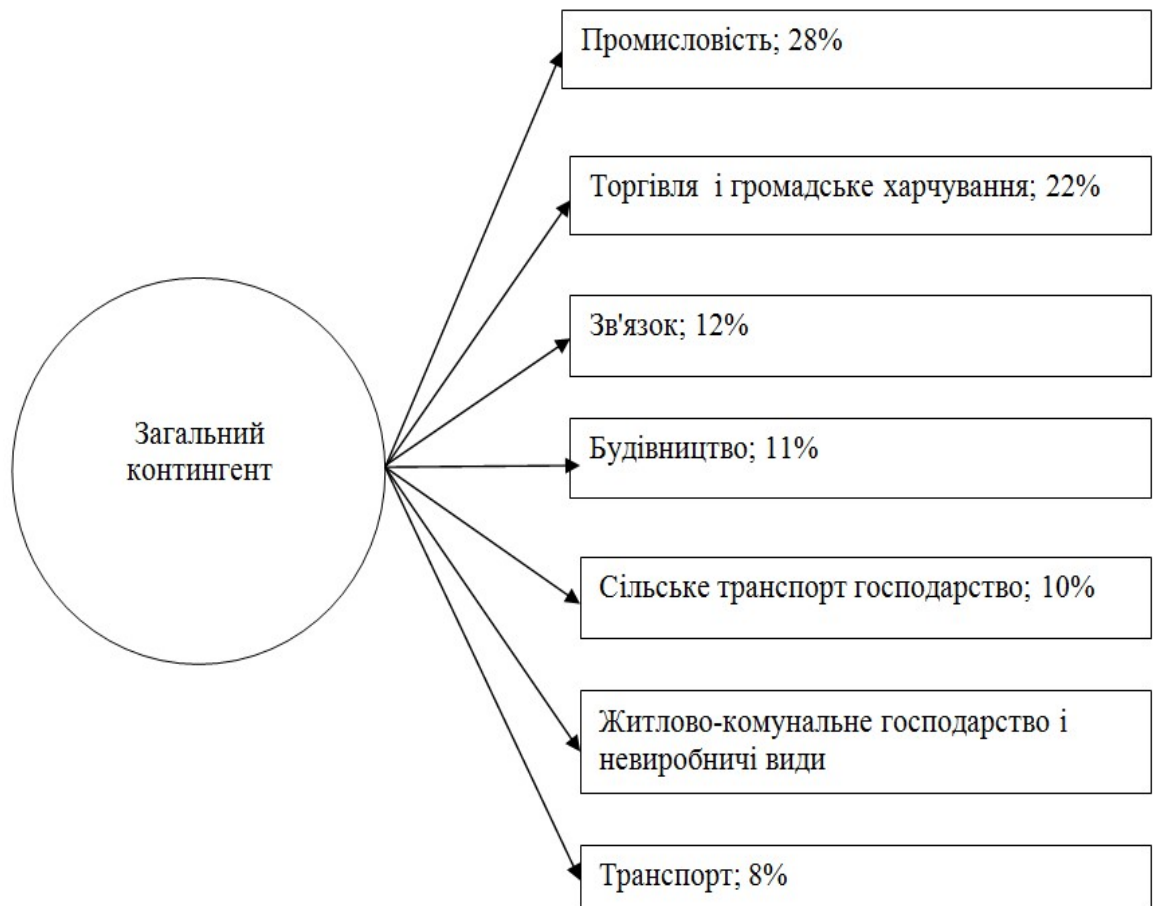 Промисловість; 28%
Торгівля і громадське харчування; 22%
Зв'язок; 12%
Загальний
контингент
Будівництво; 11%
Сільське транспорт господарство; 10%
Житлово-комунальне господарство і
невиробничі види
Транспорт; 8%